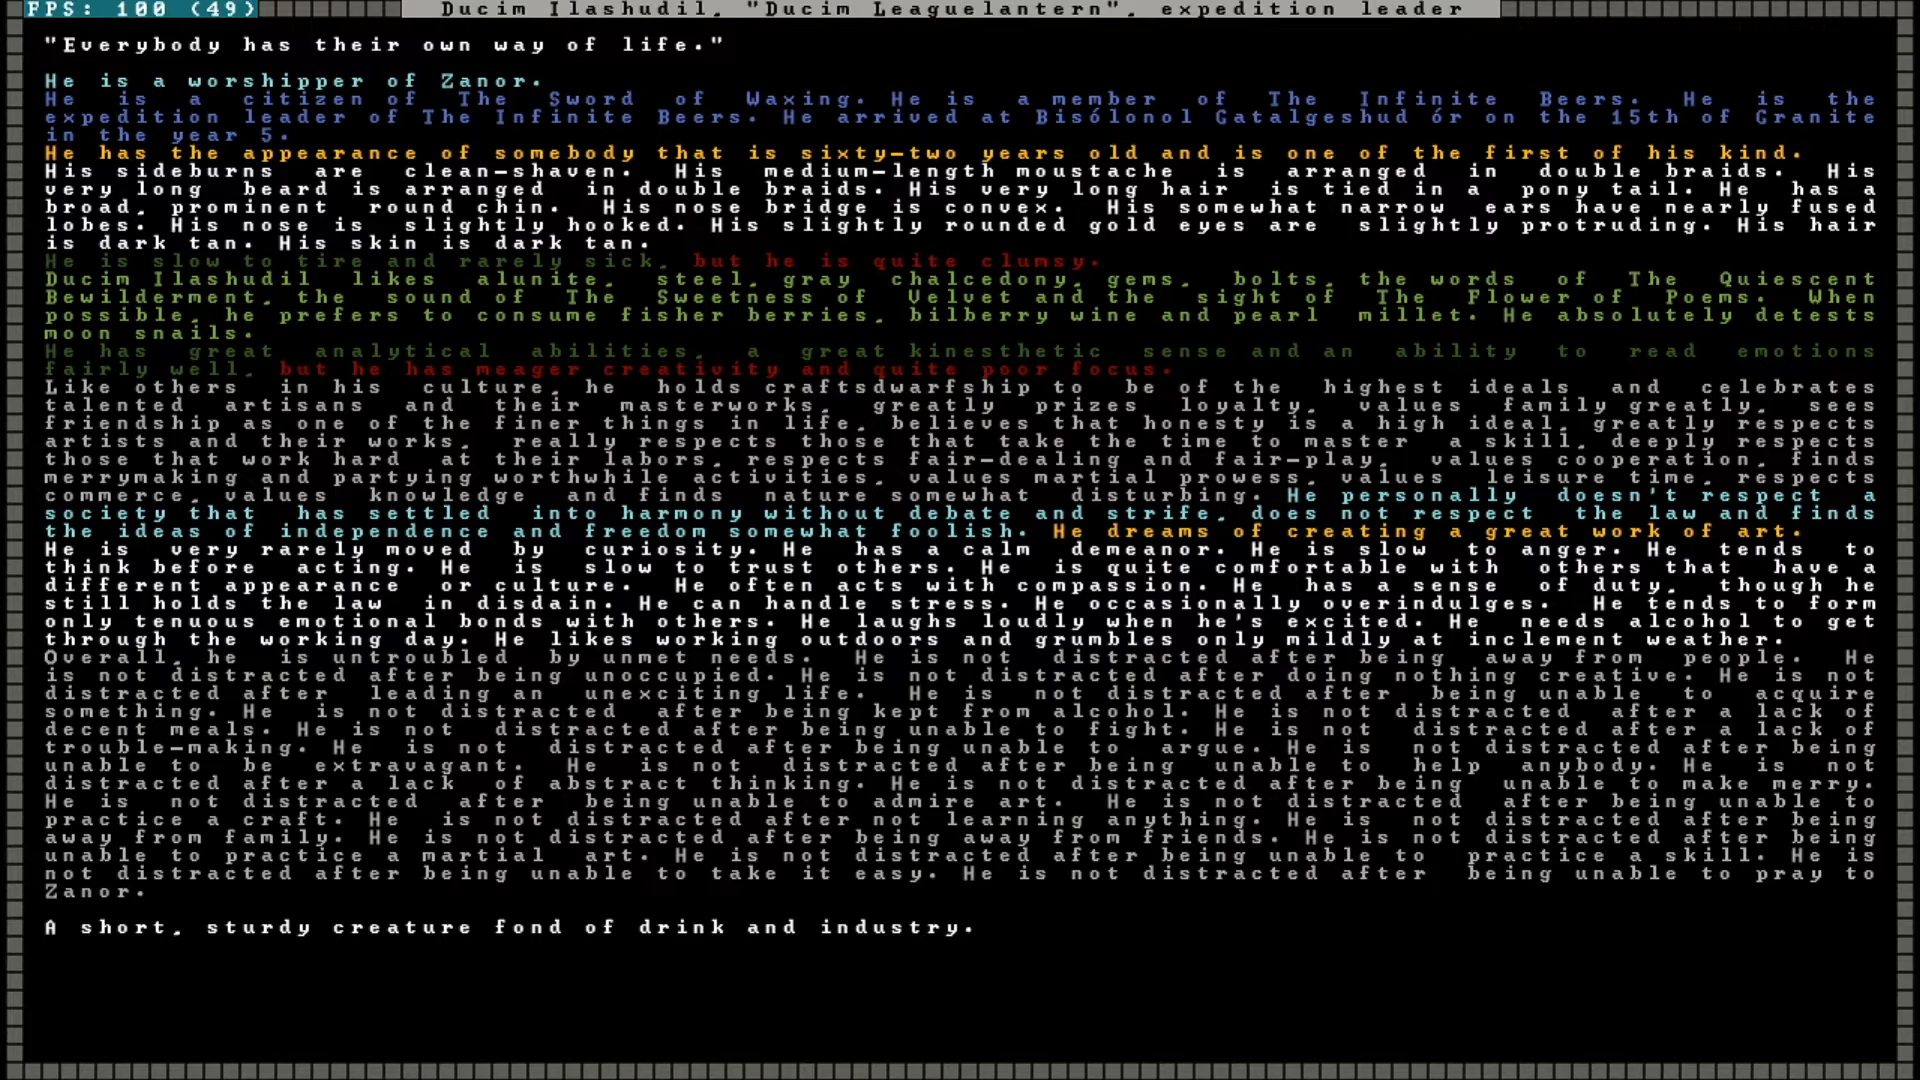 FPS: 100 (49)
Ducim Ilashudil, "Ducim Leaguelantern", expedition leader
"Everybody has their own way of life."
He is a worshipper of Zanor.
He is a citizen of The Sword of Waxing. He is a member of The Infinite Beers. He is the
expedition leader of The Infinite Beers. He arrived at Bisólonol Gatalgeshud ór on the 15th of Granite
in the year 5.
He has the appearance of somebody that is sixty-two years old and is one of the first of his kind.
His sideburns are clean-shaven. His medium-length moustache is arranged in double braids. His
very long beard is arranged in double braids. His very long hair is tied in a pony tail. He has a
broad, prominent round chin. His nose bridge is convex. His somewhat narrow ears have nearly fused
lobes. His nose is slightly hooked. His slightly rounded gold eyes are slightly protruding. His hair
is dark tan. His skin is dark tan.
He is slow to tire and rarely sick, but he is quite clumsy.
Ducim Ilashudil likes alunite, steel, gray chalcedony, gems, bolts, the words of The Quiescent
Bewilderment, the sound of The Sweetness of Velvet and the sight of The Flower of Poems. When
possible, he prefers to consume fisher berries, bilberry wine and pearl millet. He absolutely detests
moon snails.
He has great analytical abilities, a great kinesthetic sense and an ability to read emotions
fairly well, but he has meager creativity and quite poor focus.
Like others in his culture, he holds craftsdwarfship to be of the highest ideals and celebrates
talented artisans and their masterworks, greatly prizes loyalty, values family greatly, sees
friendship as one of the finer things in life, believes that honesty is a high ideal, greatly respects
artists and their works, really respects those that take the time to master a skill, deeply respects
those that work hard at their labors, respects fair-dealing and fair-play, values cooperation, finds
merrymaking and partying worthwhile activities, values martial prowess, values leisure time, respects
commerce, values knowledge and finds nature somewhat disturbing. He personally doesn't respect a
society that has settled into harmony without debate and strife, does not respect the law and finds
the ideas of independence and freedom somewhat foolish. He dreams of creating a great work of art.
He is very rarely moved by curiosity. He has a calm demeanor. He is slow to anger. He tends to
think before acting. He is slow to trust others. He is quite comfortable with others that have a
different appearance or culture. He often acts with compassion. He has a sense of duty, though he
still holds the law in disdain. He can handle stress. He occasionally overindulges. He tends to form
only tenuous emotional bonds with others. He laughs loudly when he's excited. He needs alcohol to get
through the working day. He likes working outdoors and grumbles only mildly at inclement weather.
Overall, he is untroubled by unmet needs. He is not distracted after being away from people. He
is not distracted after being unoccupied. He is not distracted after doing nothing creative. He is not
distracted after leading an unexciting life. He is not distracted after being unable to acquire
something. He is not distracted after being kept from alcohol. He is not distracted after a lack of
decent meals. He is not distracted after being unable to fight. He is not distracted after a lack of
trouble-making. He is not distracted after being unable to argue. He is not distracted after being
unable to be extravagant. He is not distracted after being unable to help anybody. He is not
distracted after a lack of abstract thinking. He is not distracted after being unable to make merry.
He is not distracted after being unable to admire art. He is not distracted after being unable to
practice a craft. He is not distracted after not learning anything. He is not distracted after being
away from family. He is not distracted after being away from friends. He is not distracted after being
unable to practice a martial art. He is not distracted after being unable to practice a skill. He is
not distracted after being unable to take it easy. He is not distracted after being unable to pray to
Zanor.
A short, sturdy creature fond of drink and industry.